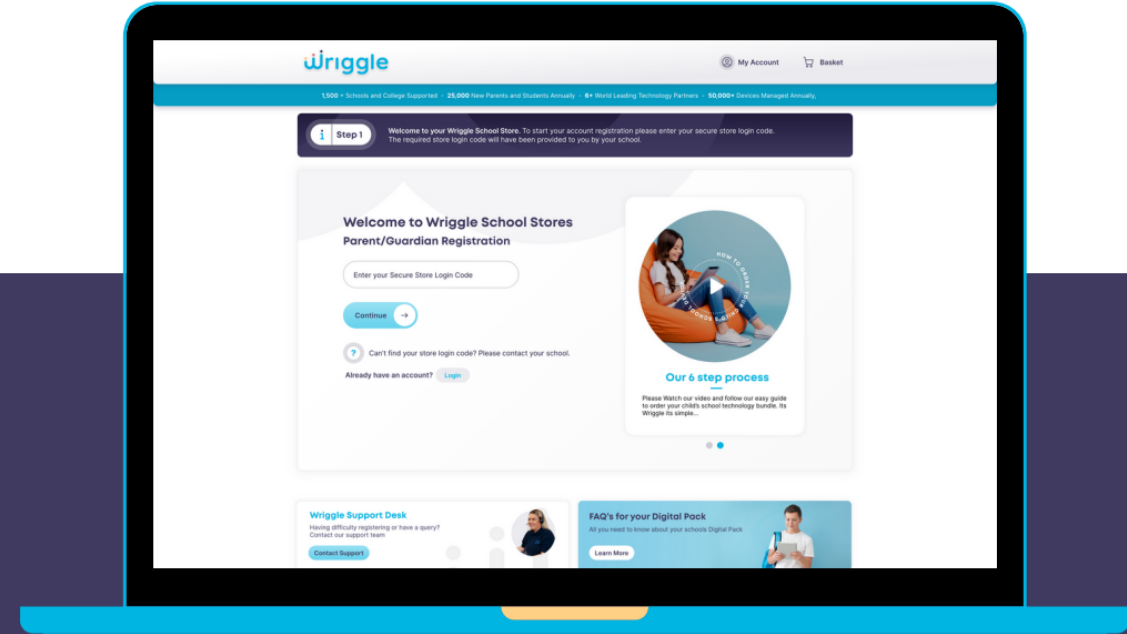 wriggle
My Account
Basket
1,500 + Schools and College Supported - 25,000 New Parents and Students Annually - 6+ World Leading Technology Partners - 50,000+ Devices Managed Annually,
i
Step 1
Welcome to your Wriggle School Store. To start your account registration please enter your secure store login code.
The required store login code will have been provided to you by your school.
Welcome to Wriggle School Stores
Parent/Guardian Registration
Enter your Secure Store Login Code
Continue
?
Can't find your store login code? Please contact your school.
Already have an account?
Login
HOW TO ORDER YOUR CHILD'S SCHOOL
Our 6 step process
Please Watch our video and follow our easy guide
to order your child's school technology bundle. Its
Wriggle its simple...
Wriggle Support Desk
Having difficulty registering or have a query?
Contact our support team
Contact Support
FAQ's for your Digital Pack
All you need to know about your schools Digital Pack
Learn More